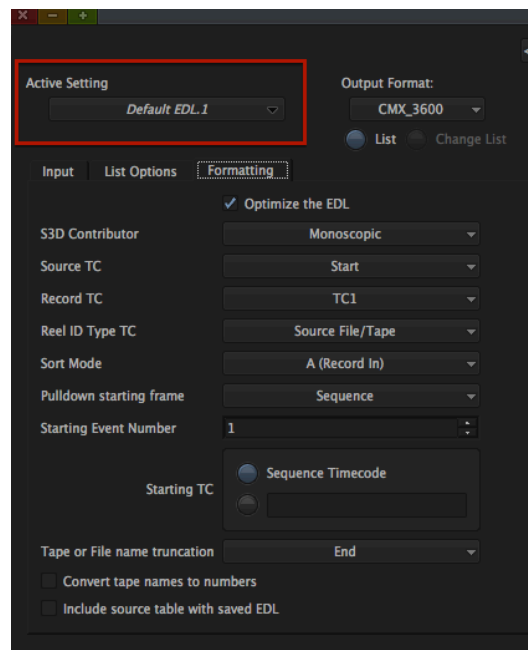 Active Setting
Output Format:
Default EDL.1
CMX_3600
List
Change List
Input
List Options
Formatting
Optimize the EDL
S3D Contributor
Monoscopic
Source TC
Start
Record TC
TC1
Reel ID Type TC
Source File/Tape
Sort Mode
A (Record In)
Pulldown starting frame
Sequence
Starting Event Number
1
Starting TC
Sequence Timecode
Tape or File name truncation
End
Convert tape names to numbers
Include source table with saved EDL